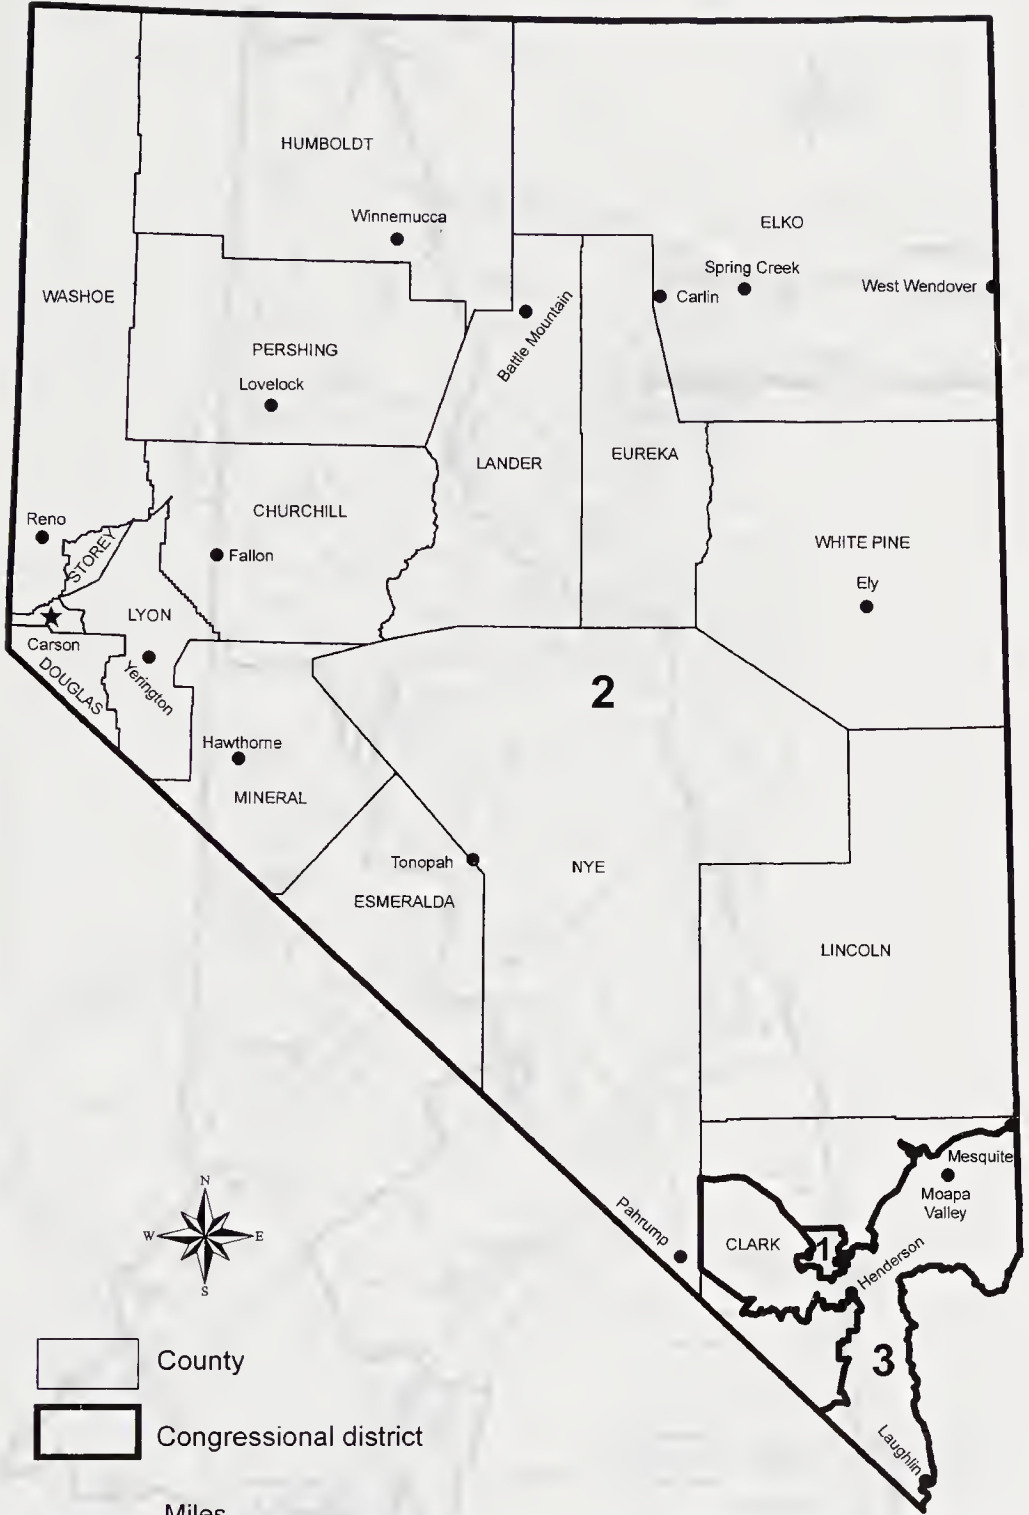 HUMBOLDT
Winnemucca
ELKO
Spring Creek
West Wendover
Carlin
WASHOE
Battle Mountain
PERSHING
Lovelock
LANDER
EUREKA
CHURCHILL
Reno
STOREY
Fallon
WHITE PINE
Ely
LYON
Carson
DOUGLAS
Yerington
2
Hawthorne
MINERAL
Tonopah
NYE
ESMERALDA
LINCOLN
Mesquite
Moapa
Valley
Pahrump
CLARK
1
Henderson
3
Laughlin
N
W
E
S
County
Congressional district
Miles